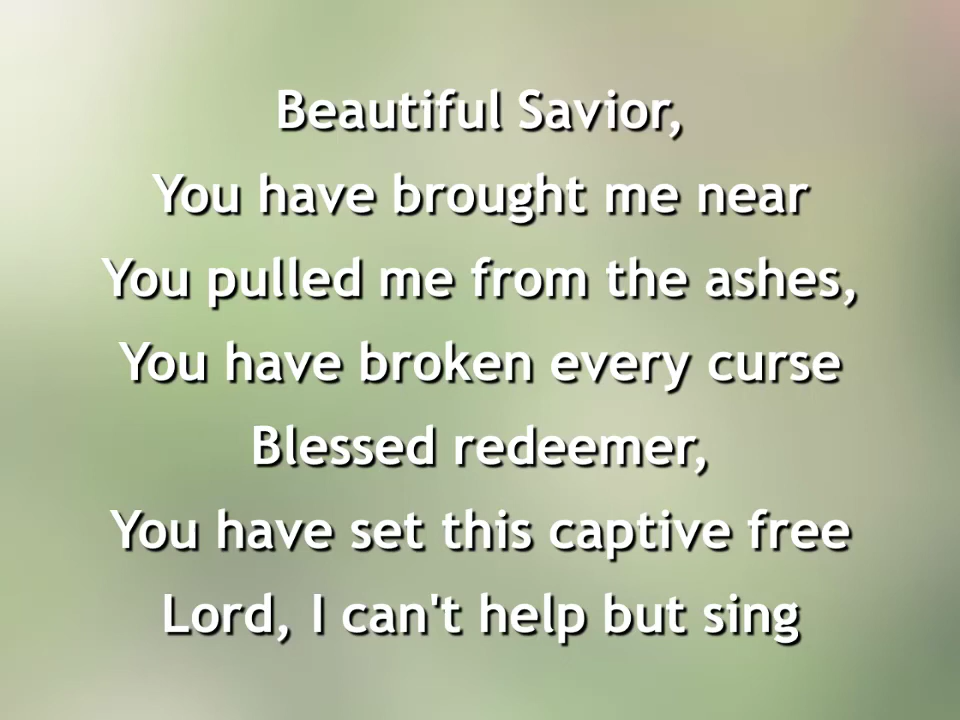 Beautiful Savior,
You have brought me near
You pulled me from the ashes,
You have broken every curse
Blessed redeemer,
You have set this captive free
Lord, I can't help but sing